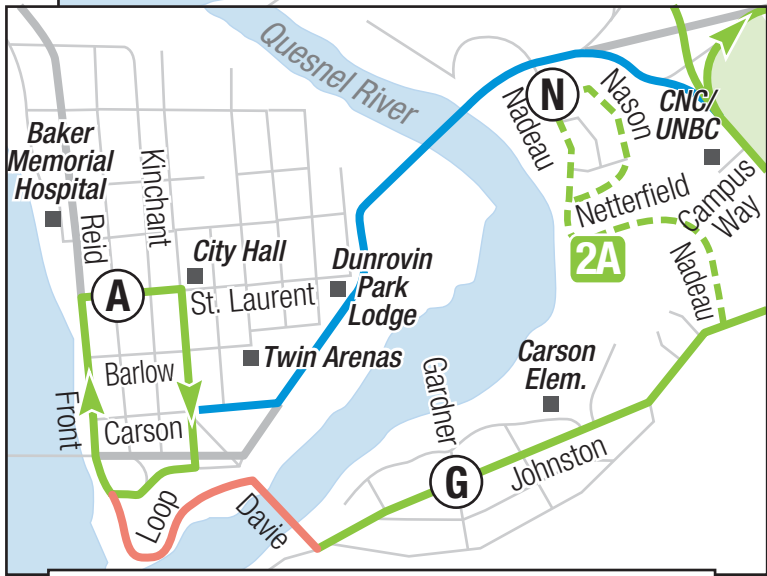 Quesnel River
N
Nadeau
Nason
CNC/
UNBC
Baker
Memorial
Hospital
Kinchant
Reid
Netterfield
Campus
Way
2A
Nadeau
City Hall
A
St. Laurent
Dunrovin
Park
Lodge
Twin Arenas
Barlow
Carson
Front
Gardner
Carson
Elem.
G
Johnston
Loop
Davie